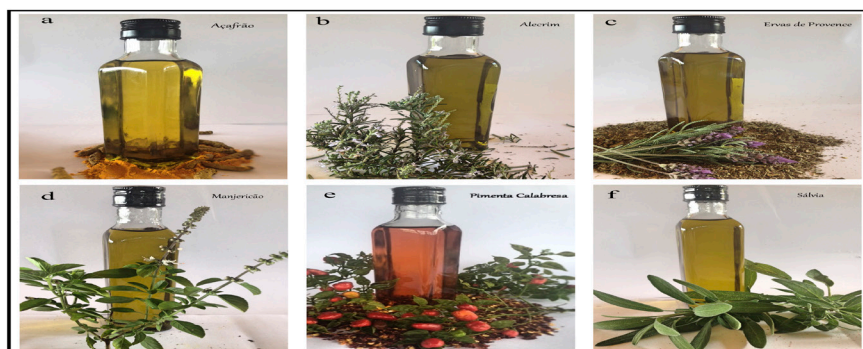 a
Açafrão
b
Alecrim
c
Ervas de Provence
d
Manjericão
e
Pimenta Calabresa
f
Sálvia